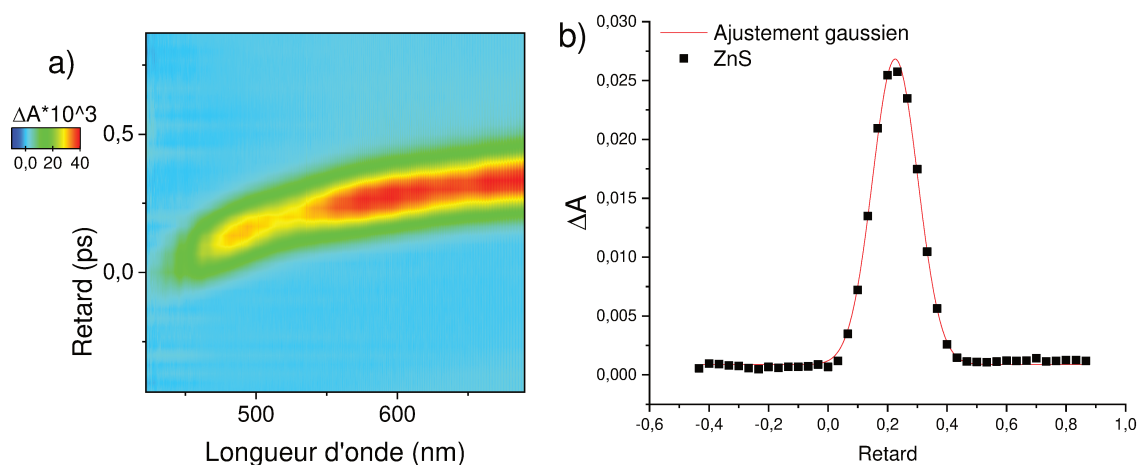 a)
ΔA*10^3
0,0 20 40
0,5
0,0
Retard (ps)
500 600
Longueur d'onde (nm)
b)
0,030
0,025
0,020
0,015
0,010
0,005
0,000
ΔA
Ajustement gaussien
ZnS
-0,6 -0,4 -0,2 0,0 0,2 0,4 0,6 0,8 1,0
Retard